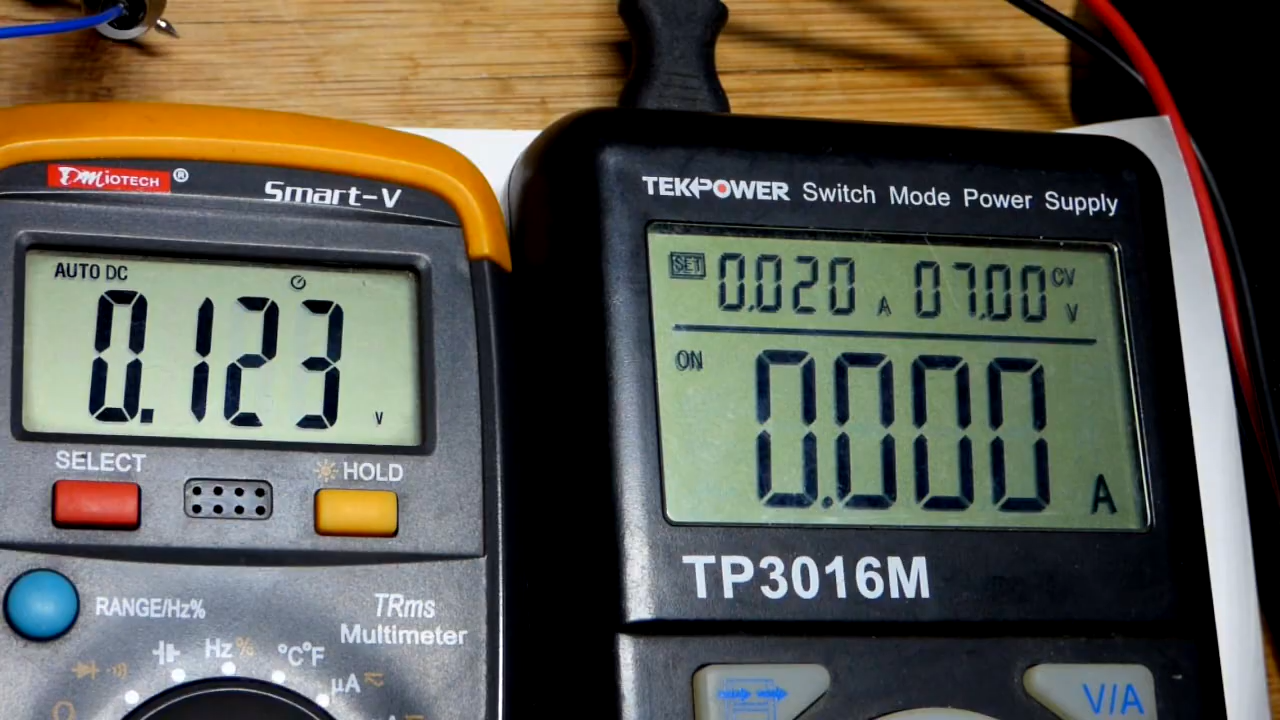 DMiOTECH ®
Smart-V
AUTO DC
0.123 V
SELECT
HOLD
RANGE/Hz%
TRms
Multimeter
Hz %
°C°F
μA
Ω
TEKPOWER Switch Mode Power Supply
SET 0.020 A 07.00 CV V
ON
0.000 A
TP3016M
V/A